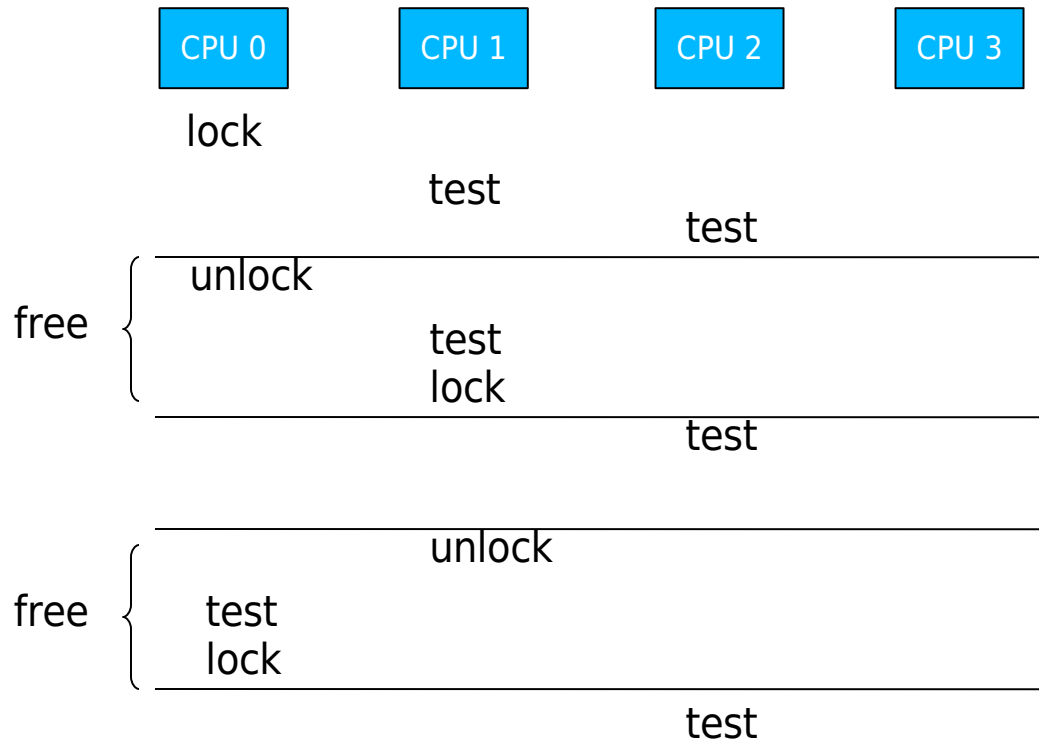 CPU 0
CPU 1
CPU 2
CPU 3
lock
test
test
unlock
free
test
lock
test
unlock
free
test
lock
test